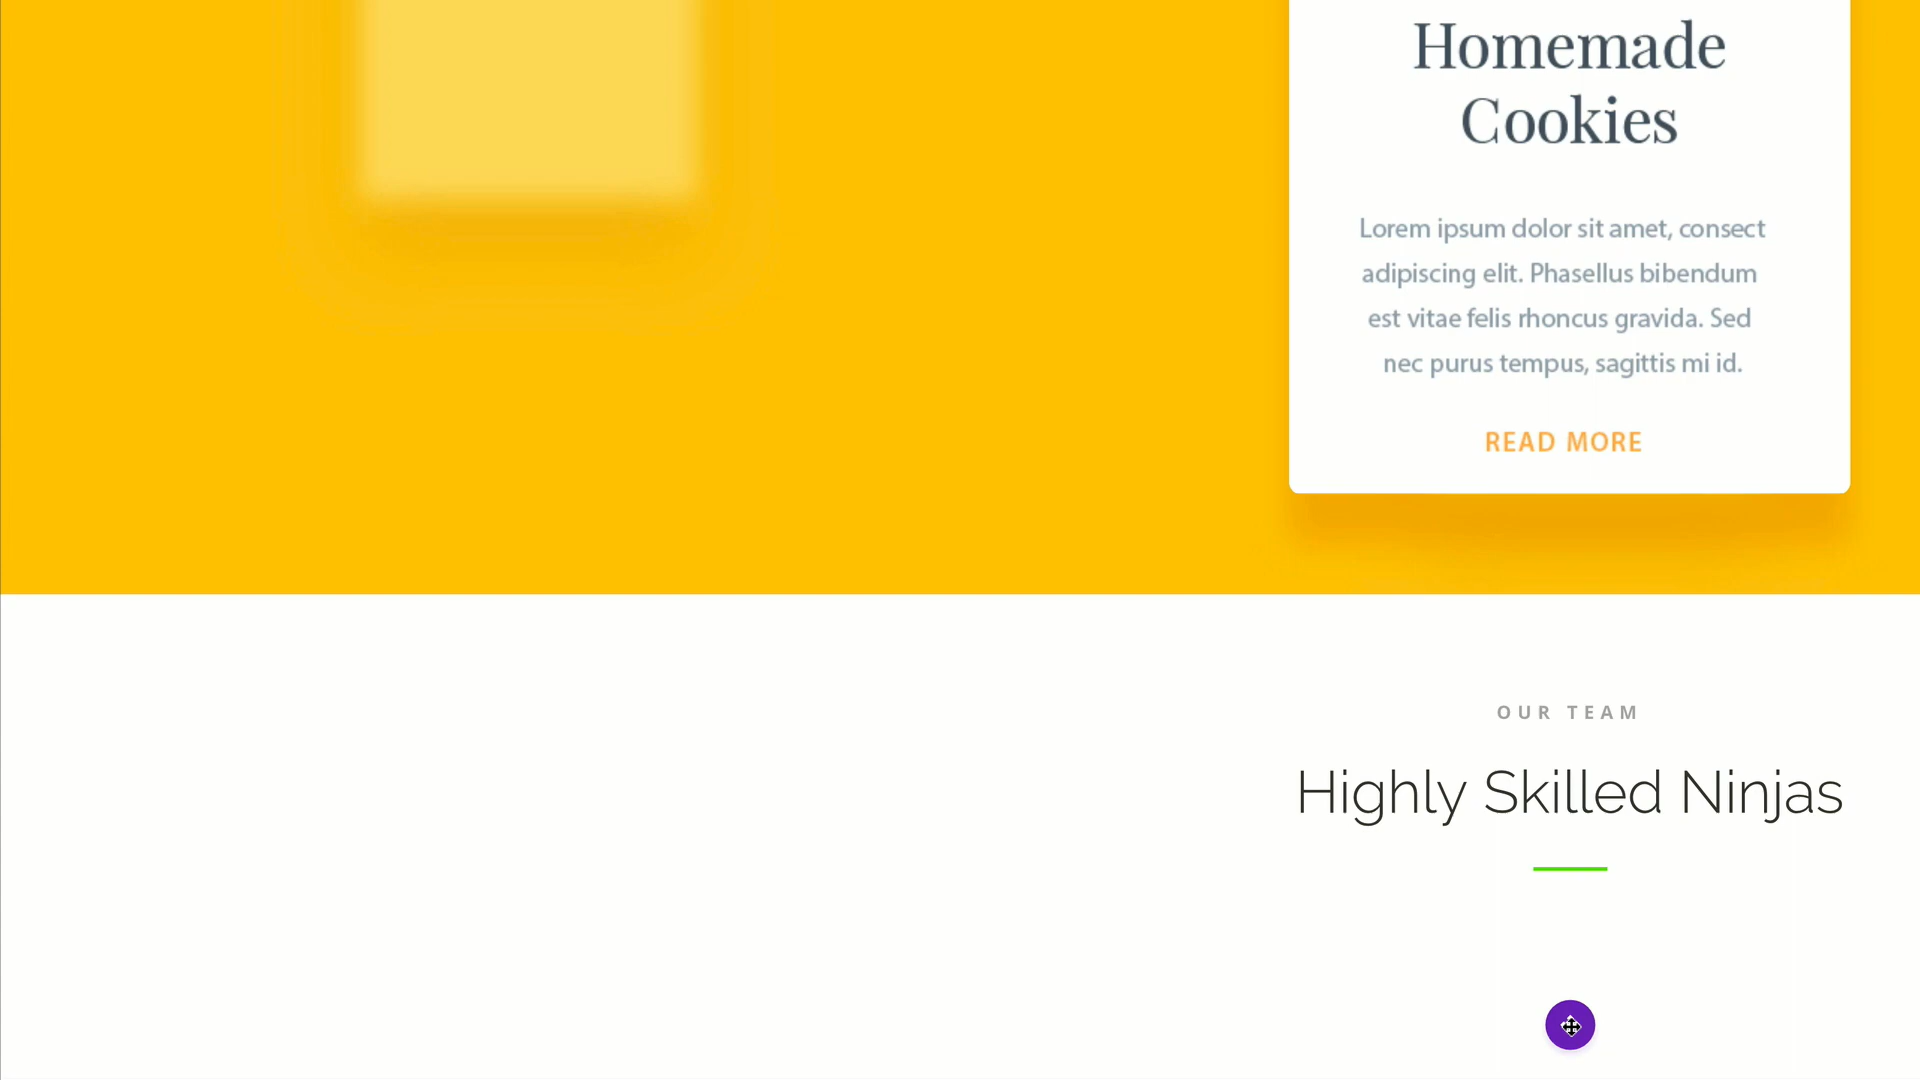 Homemade
Cookies
Lorem ipsum dolor sit amet, consect
adipiscing elit. Phasellus bibendum
est vitae felis rhoncus gravida. Sed
nec purus tempus, sagittis mi id.
READ MORE
OUR TEAM
Highly Skilled Ninjas